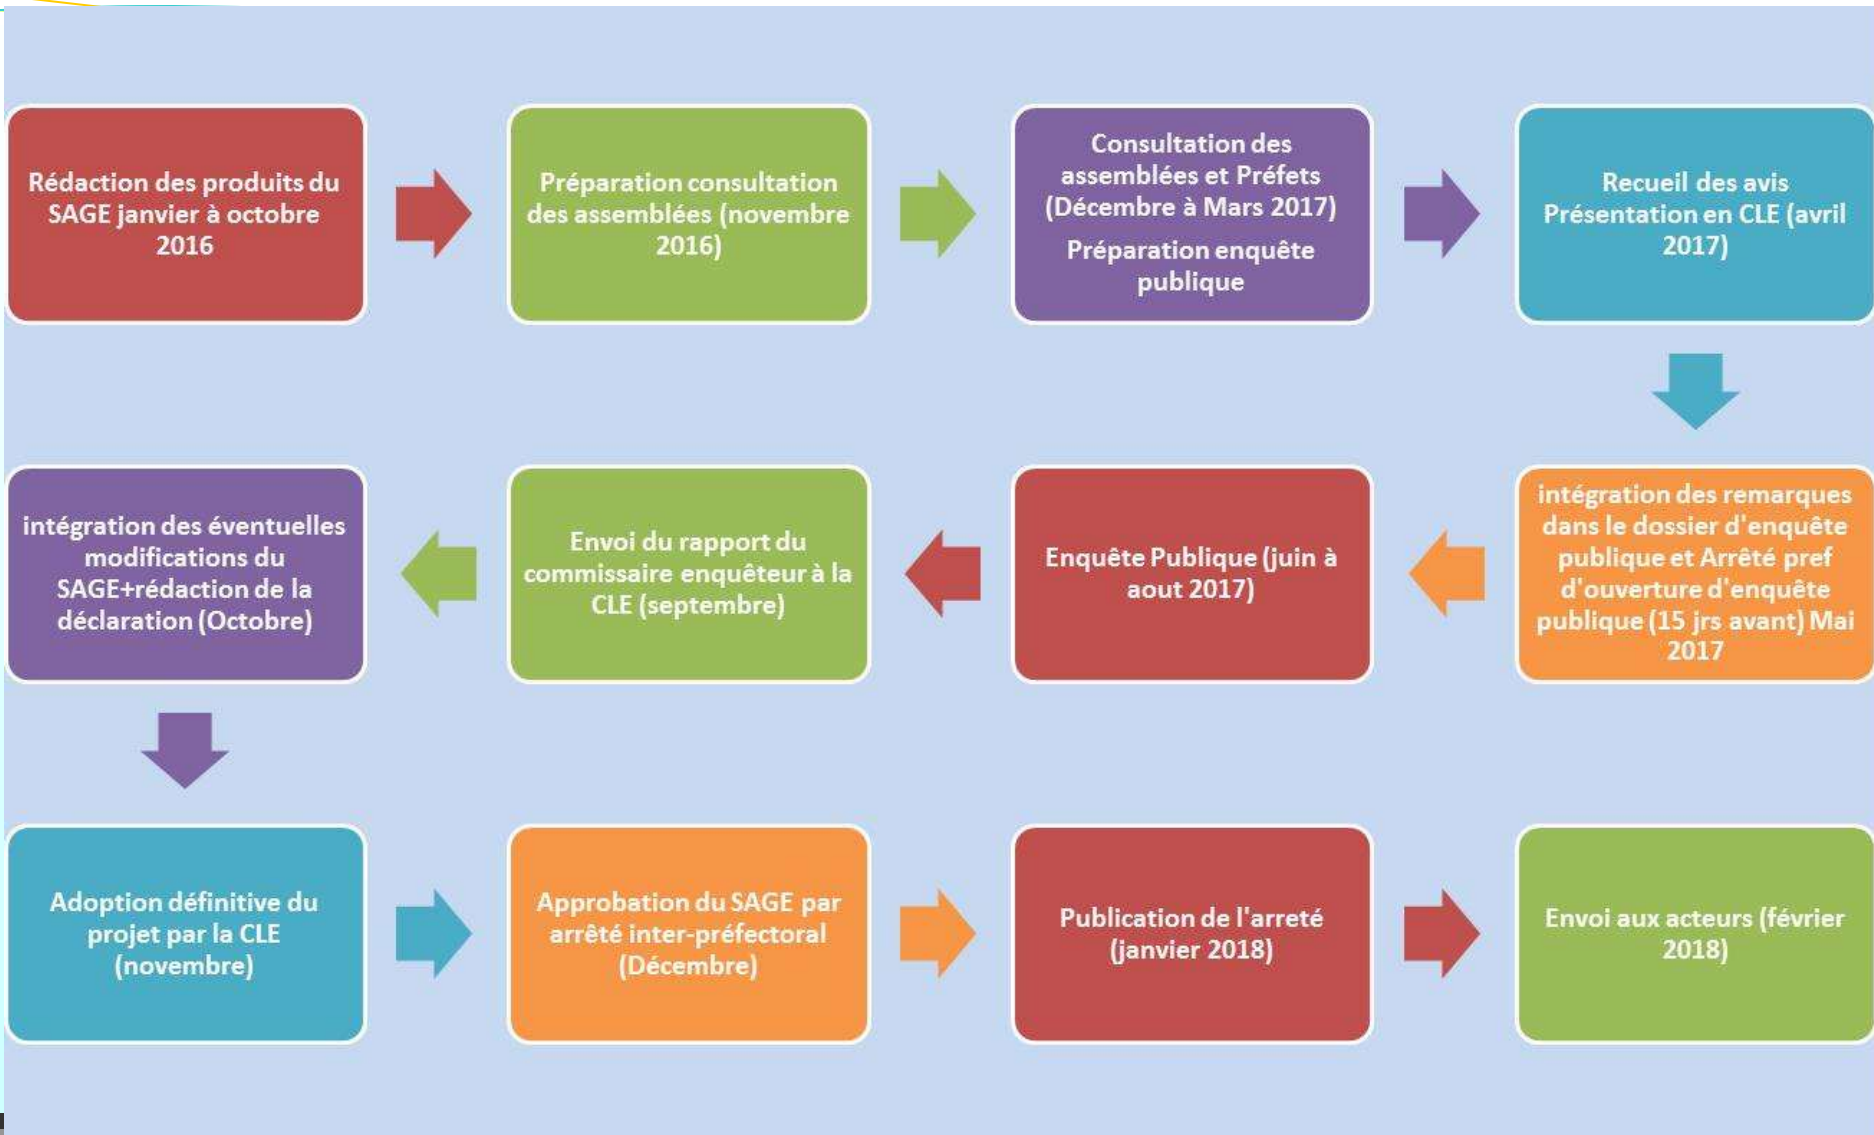 Rédaction des produits du
SAGE janvier à octobre
2016
Préparation consultation
des assemblées (novembre
2016)
Consultation des
assemblées et Préfets
(Décembre à Mars 2017)
Préparation enquête
publique
Recueil des avis
Présentation en CLE (avril
2017)
intégration des remarques
dans le dossier d'enquête
publique et Arrêté pref
d'ouverture d'enquête
publique (15 jrs avant) Mai
2017
Enquête Publique (juin à
aout 2017)
Envoi du rapport du
commissaire enquêteur à la
CLE (septembre)
intégration des éventuelles
modifications du
SAGE+rédaction de la
déclaration (Octobre)
Adoption définitive du
projet par la CLE
(novembre)
Approbation du SAGE par
arrêté inter-préfectoral
(Décembre)
Publication de l'arreté
(janvier 2018)
Envoi aux acteurs (février
2018)